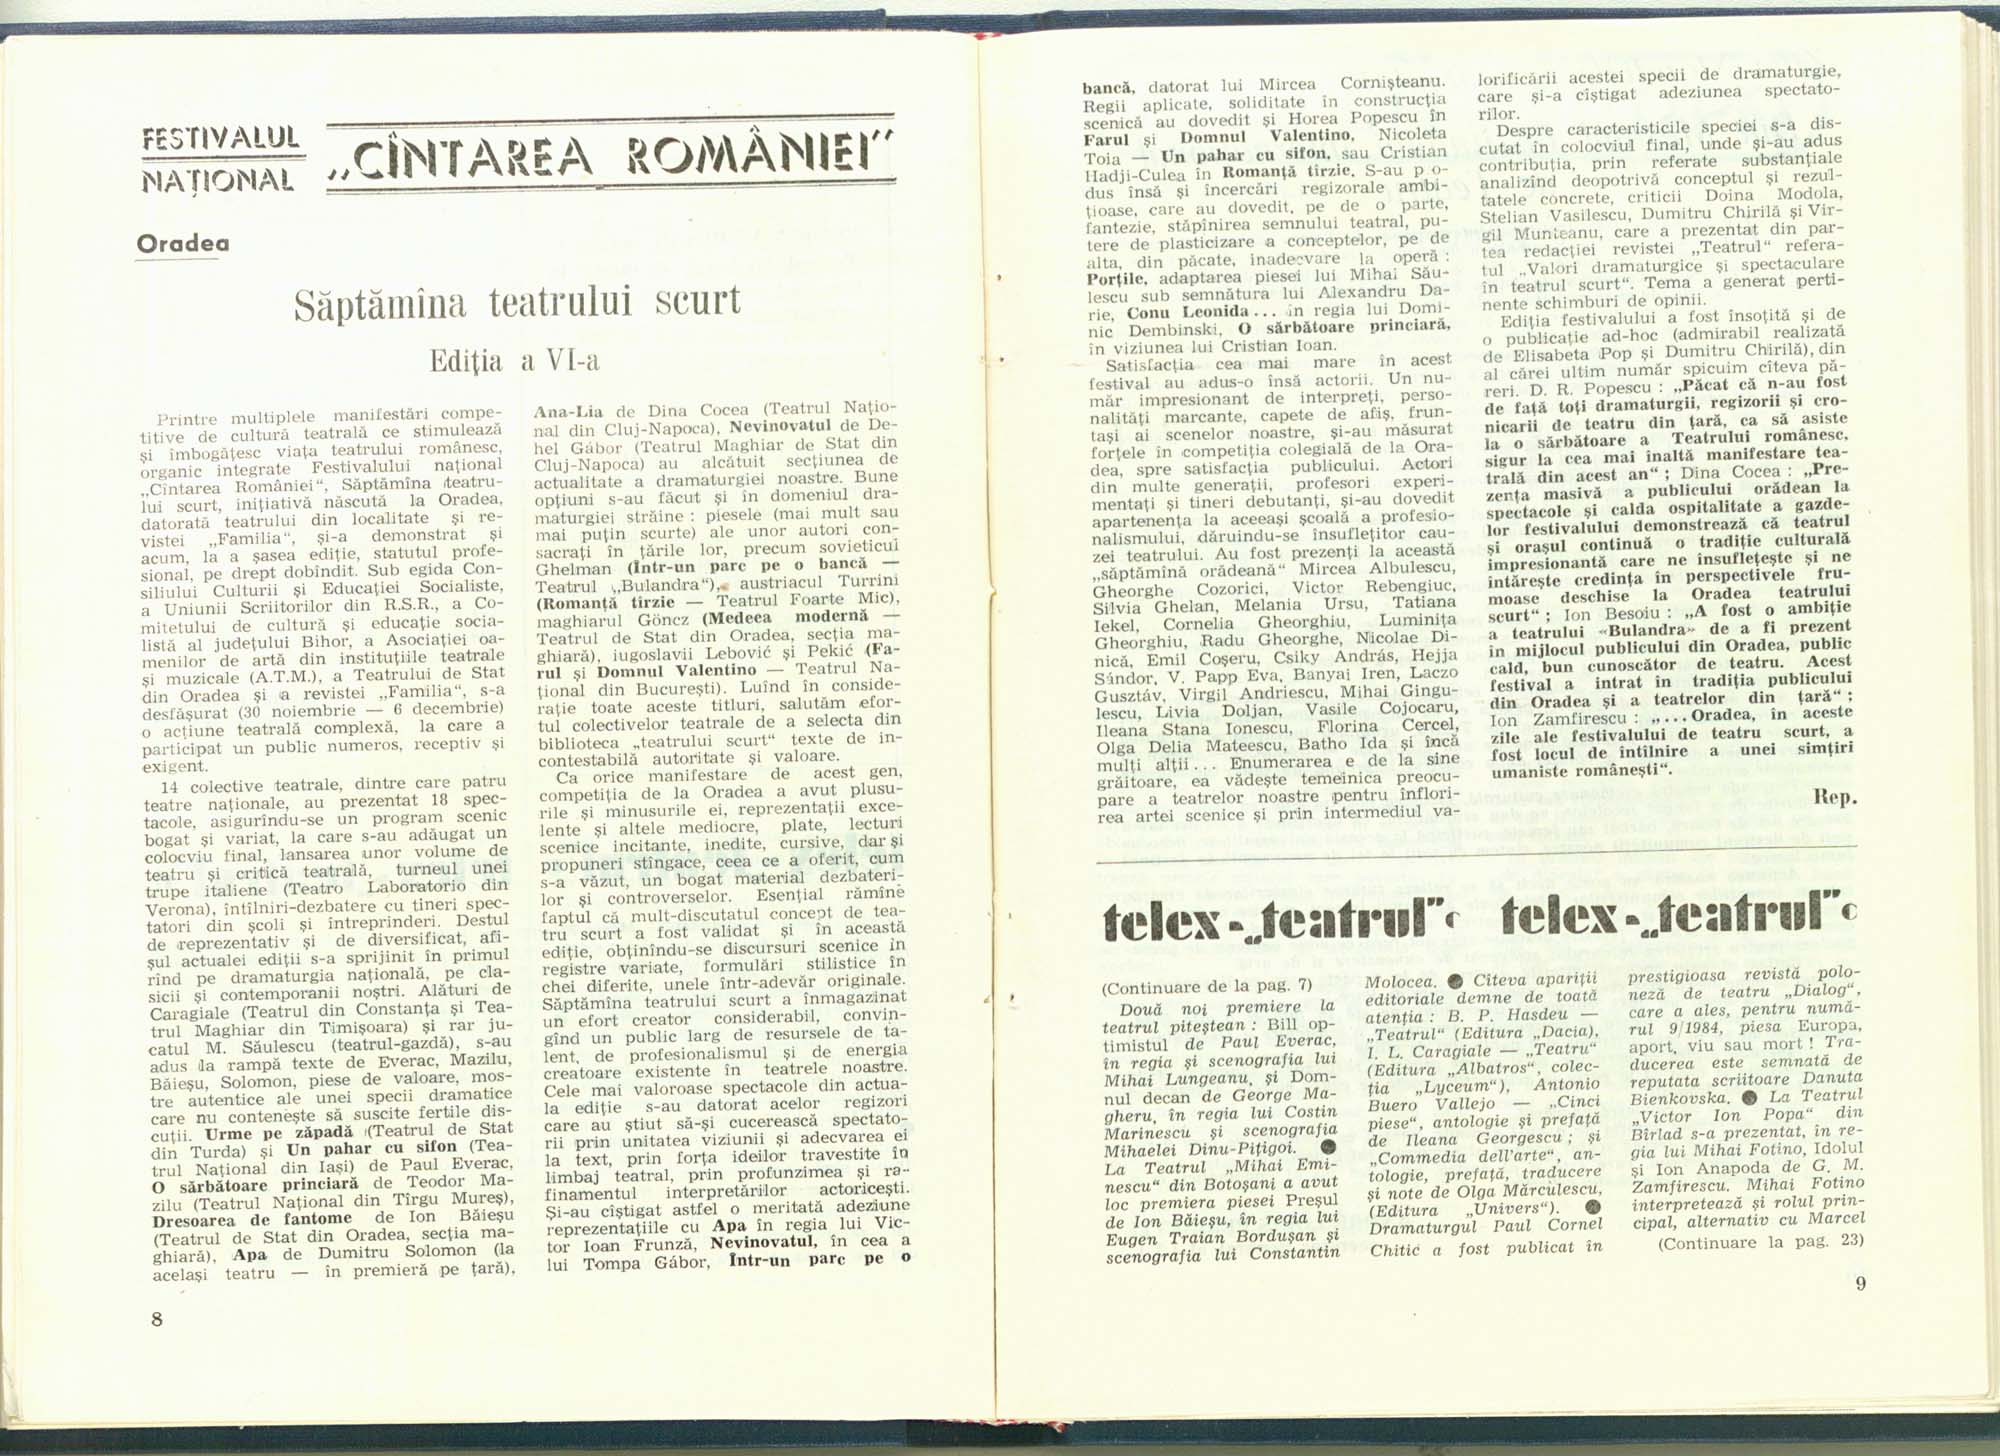 FESTIVALUL
NAȚIONAL
„CÎNTAREA ROMÂNIEI”
Oradea
Săptămîna teatrului scurt
Ediția a VI-a
Printre multiplele manifestări compe-
titive de cultură teatrală ce stimulează
și îmbogățesc viața teatrului românesc,
organic integrate Festivalului național
„Cîntarea României“, Săptămîna teatru-
lui scurt, inițiativă născută la Oradea,
datorată teatrului din localitate și re-
vistei „Familia“, și-a demonstrat și
acum, la a șasea ediție, statutul profe-
sional, pe drept dobîndit. Sub egida Con-
siliului Culturii și Educației Socialiste,
a Uniunii Scriitorilor din R.S.R., a Co-
mitetului de cultură și educație socia-
listă al județului Bihor, a Asociației oa-
menilor de artă din instituțiile teatrale
și muzicale (A.T.M.), a Teatrului de Stat
din Oradea și a revistei „Familia“, s-a
desfășurat (30 noiembrie — 6 decembrie)
o acțiune teatrală complexă, la care a
participat un public numeros, receptiv și
exigent.
14 colective teatrale, dintre care patru
teatre naționale, au prezentat 18 spec-
tacole, asigurîndu-se un program scenic
bogat și variat, la care s-au adăugat un
colocviu final, lansarea unor volume de
teatru și critică teatrală, turneul unei
trupe italiene (Teatro Laboratorio din
Verona), întîlniri-dezbatere cu tineri spec-
tatori din școli și întreprinderi. Destul
de reprezentativ și de diversificat, afi-
șul actualei ediții s-a sprijinit în primul
rînd pe dramaturgia națională, pe cla-
sicii și contemporanii noștri. Alături de
Caragiale (Teatrul din Constanța și Tea-
trul Maghiar din Timișoara) și rar ju-
catul M. Săulescu (teatrul-gazdă), s-au
adus la rampă texte de Everac, Mazilu,
Băieșu, Solomon, piese de valoare, mos-
tre autentice ale unei specii dramatice
care nu contenește să suscite fertile dis-
cuții. Urme pe zăpadă (Teatrul de Stat
din Turda) și Un pahar cu sifon (Tea-
trul Național din Iași) de Paul Everac,
O sărbătoare princiară de Teodor Ma-
zilu (Teatrul Național din Tîrgu Mureș),
Dresoarea de fantome de Ion Băieșu
(Teatrul de Stat din Oradea, secția ma-
ghiară), Apa de Dumitru Solomon (la
același teatru — în premieră pe țară),
Ana-Lia de Dina Cocea (Teatrul Națio-
nal din Cluj-Napoca), Nevinovatul de De-
hel Gábor (Teatrul Maghiar de Stat din
Cluj-Napoca) au alcătuit secțiunea de
actualitate a dramaturgiei noastre. Bune
opțiuni s-au făcut și în domeniul dra-
maturgiei străine : piesele (mai mult sau
mai puțin scurte) ale unor autori con-
sacrați în țările lor, precum sovieticul
Ghelman (Într-un parc pe o bancă —
Teatrul „Bulandra“), austriacul Turrini
(Romanță tîrzie — Teatrul Foarte Mic),
maghiarul Göncz (Medeea modernă —
Teatrul de Stat din Oradea, secția ma-
ghiară), iugoslavii Lebović și Pekić (Fa-
rul și Domnul Valentino — Teatrul Na-
țional din București). Luînd în conside-
rație toate aceste titluri, salutăm efor-
tul colectivelor teatrale de a selecta din
biblioteca „teatrului scurt“ texte de in-
contestabilă autoritate și valoare.
Ca orice manifestare de acest gen,
competiția de la Oradea a avut plusu-
rile și minusurile ei, reprezentații exce-
lente și altele mediocre, plate, lecturi
scenice incitante, inedite, cursive, dar și
propuneri stîngace, ceea ce a oferit, cum
s-a văzut, un bogat material dezbateri-
lor și controverselor. Esențial rămîne
faptul că mult-discutatul concept de tea-
tru scurt a fost validat și în această
ediție, obținîndu-se discursuri scenice în
registre variate, formulări stilistice în
chei diferite, unele într-adevăr originale.
Săptămîna teatrului scurt a înmagazinat
un efort creator considerabil, convin-
gînd un public larg de resursele de ta-
lent, de profesionalismul și de energia
creatoare existente în teatrele noastre.
Cele mai valoroase spectacole din actua-
la ediție s-au datorat acelor regizori
care au știut să-și cucerească spectato-
rii prin unitatea viziunii și adecvarea ei
la text, prin forța ideilor travestite în
limbaj teatral, prin profunzimea și ra-
finamentul interpretărilor actoricești.
Și-au cîștigat astfel o meritată adeziune
reprezentațiile cu Apa în regia lui Vic-
tor Ioan Frunză, Nevinovatul, în cea a
lui Tompa Gábor, Într-un parc pe o
8
bancă, datorat lui Mircea Cornișteanu.
Regii aplicate, soliditate în construcția
scenică au dovedit și Horea Popescu în
Farul și Domnul Valentino, Nicoleta
Toia — Un pahar cu sifon, sau Cristian
Hadji-Culea în Romanță tîrzie. S-au p o-
dus însă și încercări regizorale ambi-
țioase, care au dovedit, pe de o parte,
fantezie, stăpînirea semnului teatral, pu-
tere de plasticizare a conceptelor, pe de
alta, din păcate, inadecvare la operă :
Porțile, adaptarea piesei lui Mihai Său-
lescu sub semnătura lui Alexandru Da-
rie, Conu Leonida... în regia lui Domi-
nic Dembinski, O sărbătoare princiară,
în viziunea lui Cristian Ioan.
Satisfacția cea mai mare în acest
festival au adus-o însă actorii. Un nu-
măr impresionant de interpreți, perso-
nalități marcante, capete de afiș, frun-
tași ai scenelor noastre, și-au măsurat
forțele în competiția colegială de la Ora-
dea, spre satisfacția publicului. Actori
din multe generații, profesori experi-
mentați și tineri debutanți, și-au dovedit
apartenența la aceeași școală a profesio-
nalismului, dăruindu-se însuflețitor cau-
zei teatrului. Au fost prezenți la această
„săptămînă orădeană“ Mircea Albulescu,
Gheorghe Cozorici, Victor Rebengiuc,
Silvia Ghelan, Melania Ursu, Tatiana
Iekel, Cornelia Gheorghiu, Luminița
Gheorghiu, Radu Gheorghe, Nicolae Di-
nică, Emil Coșeru, Csiky András, Hejja
Sándor, V. Papp Eva, Banyai Iren, Laczo
Gusztáv, Virgil Andriescu, Mihai Gingu-
lescu, Livia Doljan, Vasile Cojocaru,
Ileana Stana Ionescu, Florina Cercel,
Olga Delia Mateescu, Batho Ida și încă
mulți alții... Enumerarea e de la sine
grăitoare, ea vădește temeinica preocu-
pare a teatrelor noastre pentru înflori-
rea artei scenice și prin intermediul va-
lorificării acestei specii de dramaturgie,
care și-a cîștigat adeziunea spectato-
rilor.
Despre caracteristicile speciei s-a dis-
cutat în colocviul final, unde și-au adus
contribuția, prin referate substanțiale
analizînd deopotrivă conceptul și rezul-
tatele concrete, criticii Doina Modola,
Stelian Vasilescu, Dumitru Chirilă și Vir-
gil Munteanu, care a prezentat din par-
tea redacției revistei „Teatrul“ refera-
tul „Valori dramaturgice și spectaculare
în teatrul scurt“. Tema a generat perti-
nente schimburi de opinii.
Ediția festivalului a fost însoțită și de
o publicație ad-hoc (admirabil realizată
de Elisabeta Pop și Dumitru Chirilă), din
al cărei ultim număr spicuim cîteva pă-
reri. D. R. Popescu : „Păcat că n-au fost
de față toți dramaturgii, regizorii și cro-
nicarii de teatru din țară, ca să asiste
la o sărbătoare a Teatrului românesc,
sigur la cea mai înaltă manifestare tea-
trală din acest an“ ; Dina Cocea : „Pre-
zența masivă a publicului orădean la
spectacole și calda ospitalitate a gazde-
lor festivalului demonstrează că teatrul
și orașul continuă o tradiție culturală
impresionantă care ne însuflețește și ne
întărește credința în perspectivele fru-
moase deschise la Oradea teatrului
scurt“ ; Ion Besoiu : „A fost o ambiție
a teatrului «Bulandra» de a fi prezent
în mijlocul publicului din Oradea, public
cald, bun cunoscător de teatru. Acest
festival a intrat în tradiția publicului
din Oradea și a teatrelor din țară“ ;
Ion Zamfirescu : „...Oradea, în aceste
zile ale festivalului de teatru scurt, a
fost locul de întîlnire a unei simțiri
umaniste românești“.
Rep.
telex-„teatrul”
telex-„teatrul”
(Continuare de la pag. 7)
Două noi premiere la
teatrul piteștean : Bill op-
timistul de Paul Everac,
în regia și scenografia lui
Mihai Lungeanu, și Dom-
nul decan de George Ma-
gheru, în regia lui Costin
Marinescu și scenografia
Mihaelei Dinu-Pițigoi. ●
La Teatrul „Mihai Emi-
nescu“ din Botoșani a avut
loc premiera piesei Preșul
de Ion Băieșu, în regia lui
Eugen Traian Bordușan și
scenografia lui Constantin
Molocea. ● Cîteva apariții
editoriale demne de toată
atenția : B. P. Hasdeu —
„Teatrul“ (Editura „Dacia),
I. L. Caragiale — „Teatru“
(Editura „Albatros“, colec-
ția „Lyceum“), Antonio
Buero Vallejo — „Cinci
piese“, antologie și prefață
de Ileana Georgescu ; și
„Commedia dell'arte“, an-
tologie, prefață, traducere
și note de Olga Mărculescu,
(Editura „Univers“). ●
Dramaturgul Paul Cornel
Chitic a fost publicat în
prestigioasa revistă polo-
neză de teatru „Dialog“,
care a ales, pentru numă-
rul 9/1984, piesa Europa,
aport, viu sau mort ! Tra-
ducerea este semnată de
reputata scriitoare Danuta
Bienkovska. ● La Teatrul
„Victor Ion Popa“ din
Bîrlad s-a prezentat, în re-
gia lui Mihai Fotino, Idolul
și Ion Anapoda de G. M.
Zamfirescu. Mihai Fotino
interpretează și rolul prin-
cipal, alternativ cu Marcel
(Continuare la pag. 23)
9